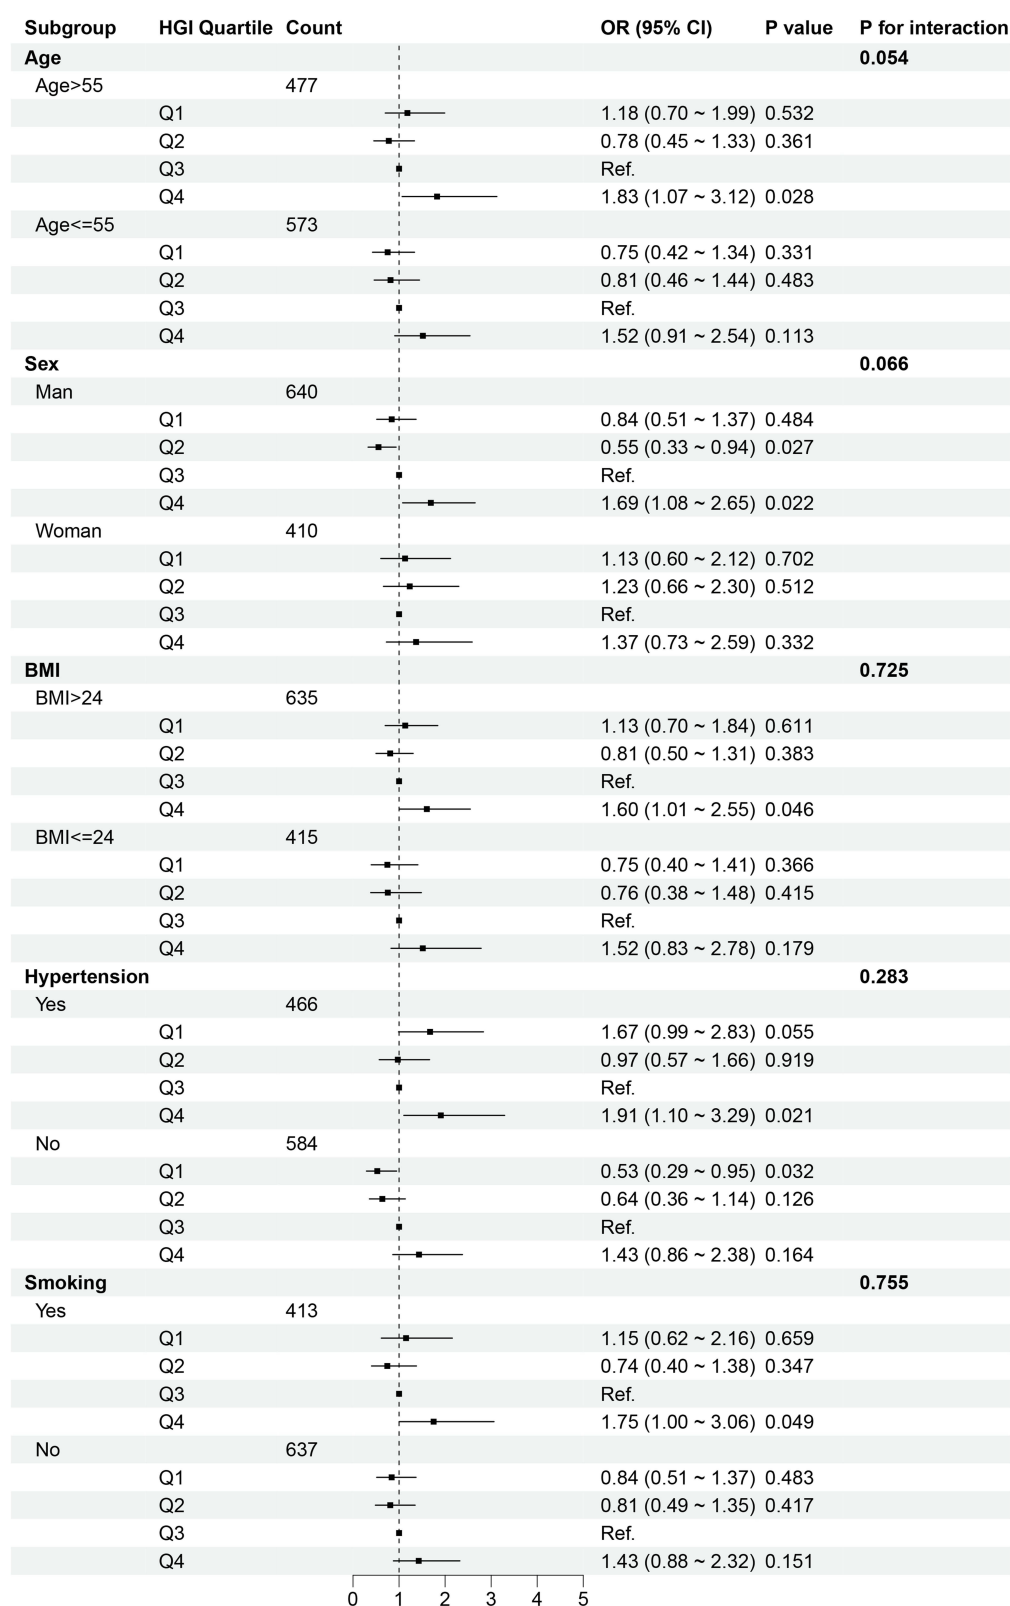 Subgroup HGI Quartile Count OR (95% CI) P value P for interaction
Age 0.054
Age>55 477
Q1 1.18 (0.70 ~ 1.99) 0.532
Q2 0.78 (0.45 ~ 1.33) 0.361
Q3 Ref.
Q4 1.83 (1.07 ~ 3.12) 0.028
Age<=55 573
Q1 0.75 (0.42 ~ 1.34) 0.331
Q2 0.81 (0.46 ~ 1.44) 0.483
Q3 Ref.
Q4 1.52 (0.91 ~ 2.54) 0.113
Sex 0.066
Man 640
Q1 0.84 (0.51 ~ 1.37) 0.484
Q2 0.55 (0.33 ~ 0.94) 0.027
Q3 Ref.
Q4 1.69 (1.08 ~ 2.65) 0.022
Woman 410
Q1 1.13 (0.60 ~ 2.12) 0.702
Q2 1.23 (0.66 ~ 2.30) 0.512
Q3 Ref.
Q4 1.37 (0.73 ~ 2.59) 0.332
BMI 0.725
BMI>24 635
Q1 1.13 (0.70 ~ 1.84) 0.611
Q2 0.81 (0.50 ~ 1.31) 0.383
Q3 Ref.
Q4 1.60 (1.01 ~ 2.55) 0.046
BMI<=24 415
Q1 0.75 (0.40 ~ 1.41) 0.366
Q2 0.76 (0.38 ~ 1.48) 0.415
Q3 Ref.
Q4 1.52 (0.83 ~ 2.78) 0.179
Hypertension 0.283
Yes 466
Q1 1.67 (0.99 ~ 2.83) 0.055
Q2 0.97 (0.57 ~ 1.66) 0.919
Q3 Ref.
Q4 1.91 (1.10 ~ 3.29) 0.021
No 584
Q1 0.53 (0.29 ~ 0.95) 0.032
Q2 0.64 (0.36 ~ 1.14) 0.126
Q3 Ref.
Q4 1.43 (0.86 ~ 2.38) 0.164
Smoking 0.755
Yes 413
Q1 1.15 (0.62 ~ 2.16) 0.659
Q2 0.74 (0.40 ~ 1.38) 0.347
Q3 Ref.
Q4 1.75 (1.00 ~ 3.06) 0.049
No 637
Q1 0.84 (0.51 ~ 1.37) 0.483
Q2 0.81 (0.49 ~ 1.35) 0.417
Q3 Ref.
Q4 1.43 (0.88 ~ 2.32) 0.151
0 1 2 3 4 5